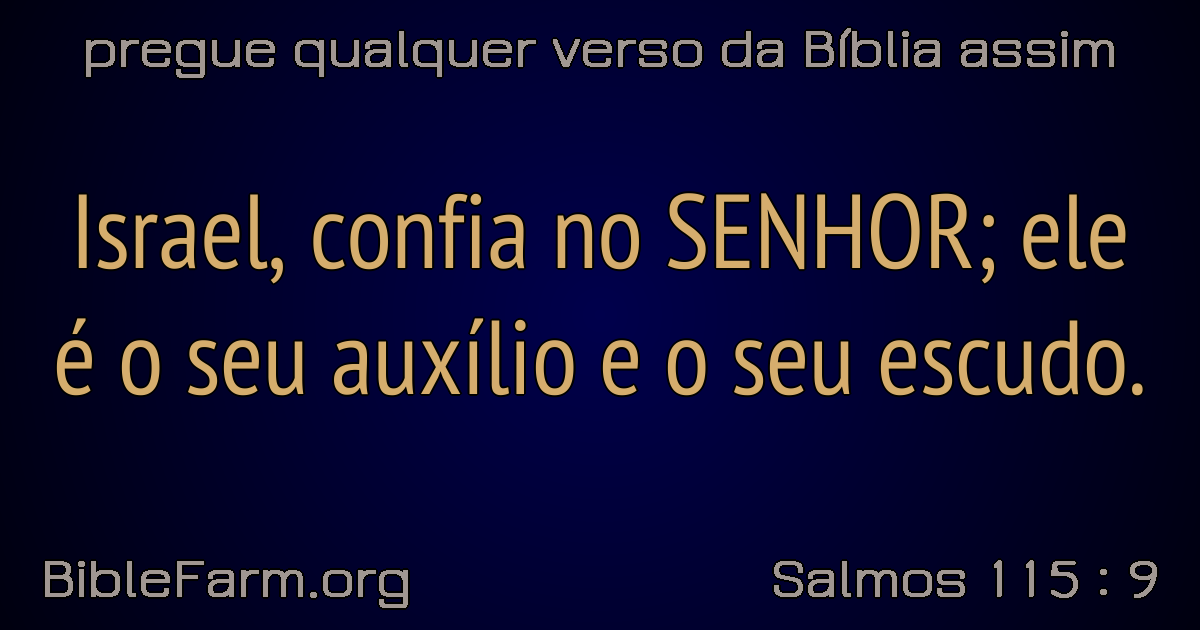 pregue qualquer verso da Bíblia assim
Israel, confia no SENHOR; ele
é o seu auxílio e o seu escudo.
BibleFarm.org
Salmos 115 : 9